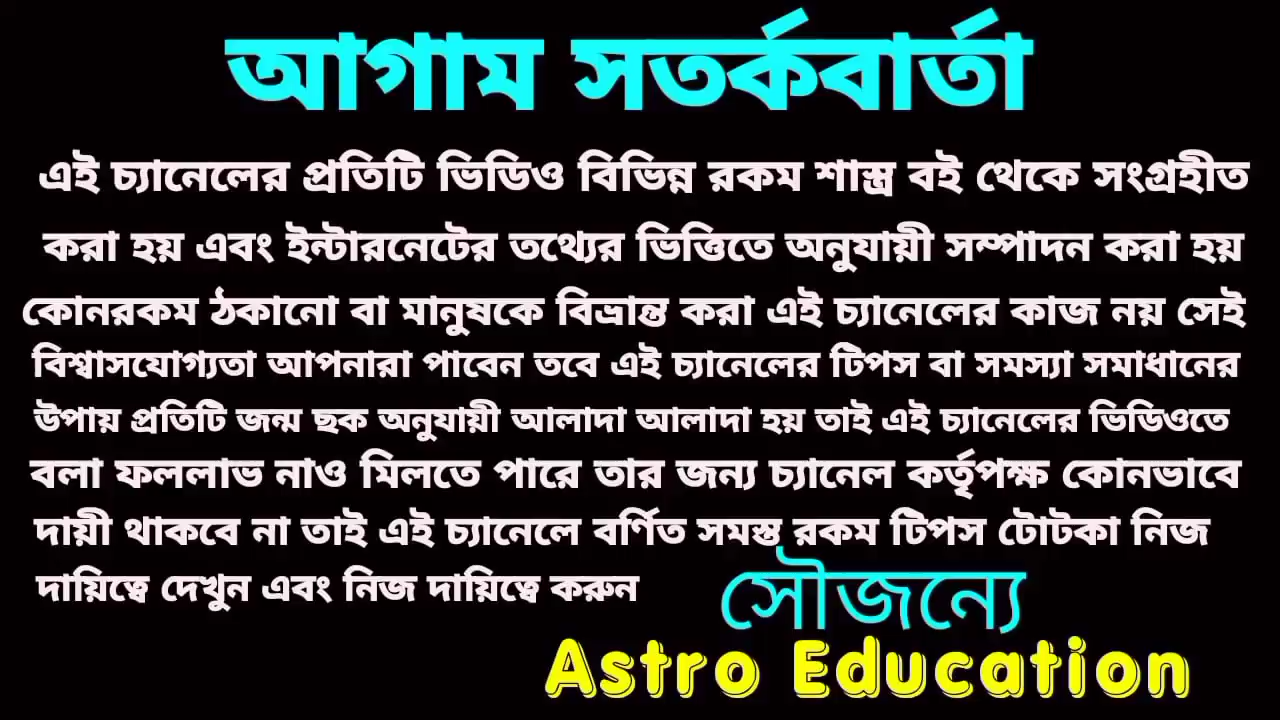 আগাম সতর্কবার্তা
এই চ্যানেলের প্রতিটি ভিডিও বিভিন্ন রকম শাস্ত্র বই থেকে সংগ্রহীত
করা হয় এবং ইন্টারনেটের তথ্যের ভিত্তিতে অনুযায়ী সম্পাদন করা হয়
কোনরকম ঠকানো বা মানুষকে বিভ্রান্ত করা এই চ্যানেলের কাজ নয় সেই
বিশ্বাসযোগ্যতা আপনারা পাবেন তবে এই চ্যানেলের টিপস বা সমস্যা সমাধানের
উপায় প্রতিটি জন্ম ছক অনুযায়ী আলাদা আলাদা হয় তাই এই চ্যানেলের ভিডিওতে
বলা ফললাভ নাও মিলতে পারে তার জন্য চ্যানেল কর্তৃপক্ষ কোনভাবে
দায়ী থাকবে না তাই এই চ্যানেলে বর্ণিত সমস্ত রকম টিপস টোটকা নিজ
দায়িত্বে দেখুন এবং নিজ দায়িত্বে করুন
সৌজন্যে
Astro Education